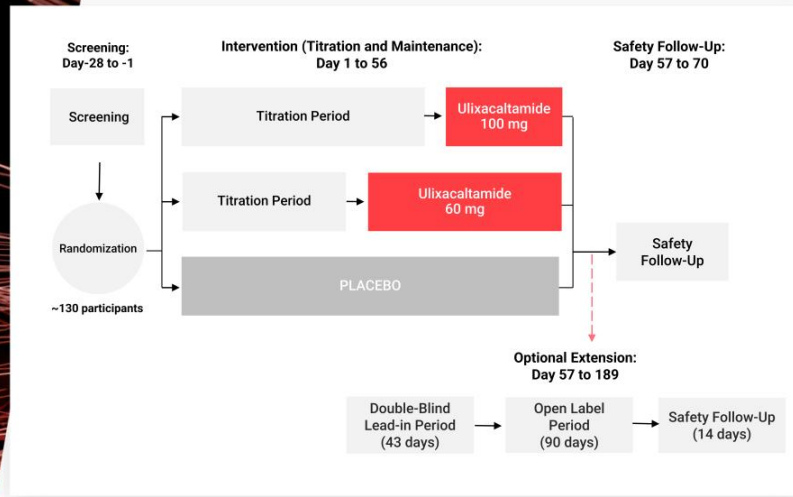 Screening:
Day-28 to -1
Intervention (Titration and Maintenance):
Day 1 to 56
Safety Follow-Up:
Day 57 to 70
Screening
Titration Period
Ulixacaltamide
100 mg
Titration Period
Ulixacaltamide
60 mg
Randomization
Safety
Follow-Up
PLACEBO
~130 participants
Optional Extension:
Day 57 to 189
Double-Blind
Lead-in Period
(43 days)
Open Label
Period
(90 days)
Safety Follow-Up
(14 days)